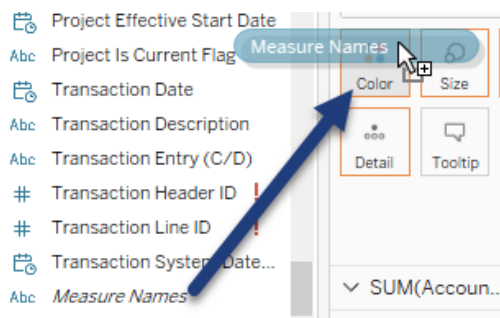 Project Effective Start Date
Abc Project Is Current Flag
Measure Names
Transaction Date
Abc Transaction Description
Abc Transaction Entry (C/D)
# Transaction Header ID !
# Transaction Line ID !
Transaction System Date...
Abc Measure Names
Color
Size
Detail
Tooltip
SUM(Accoun...